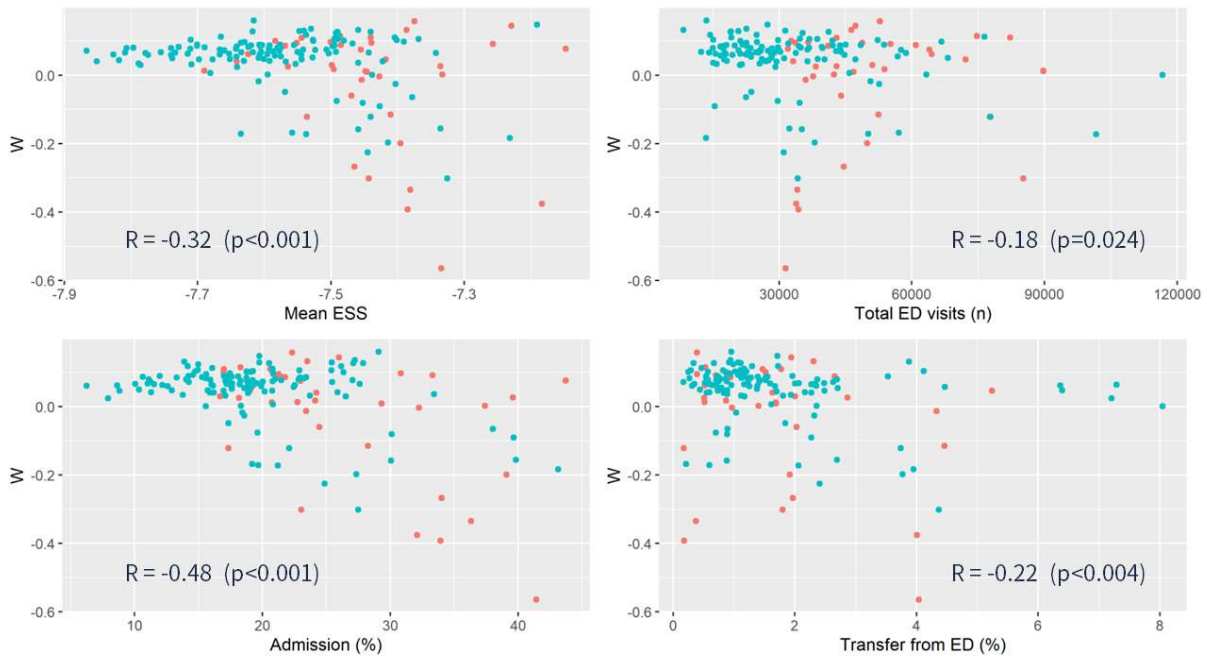 0.0
-0.2
-0.4
-0.6
W
R = -0.32 (p<0.001)
-7.9
-7.7
-7.5
-7.3
Mean ESS
0.0
-0.2
-0.4
-0.6
W
R = -0.18 (p=0.024)
30000
60000
90000
120000
Total ED visits (n)
0.0
-0.2
-0.4
-0.6
W
R = -0.48 (p<0.001)
10
20
30
40
Admission (%)
0.0
-0.2
-0.4
-0.6
W
R = -0.22 (p<0.004)
0
2
4
6
8
Transfer from ED (%)